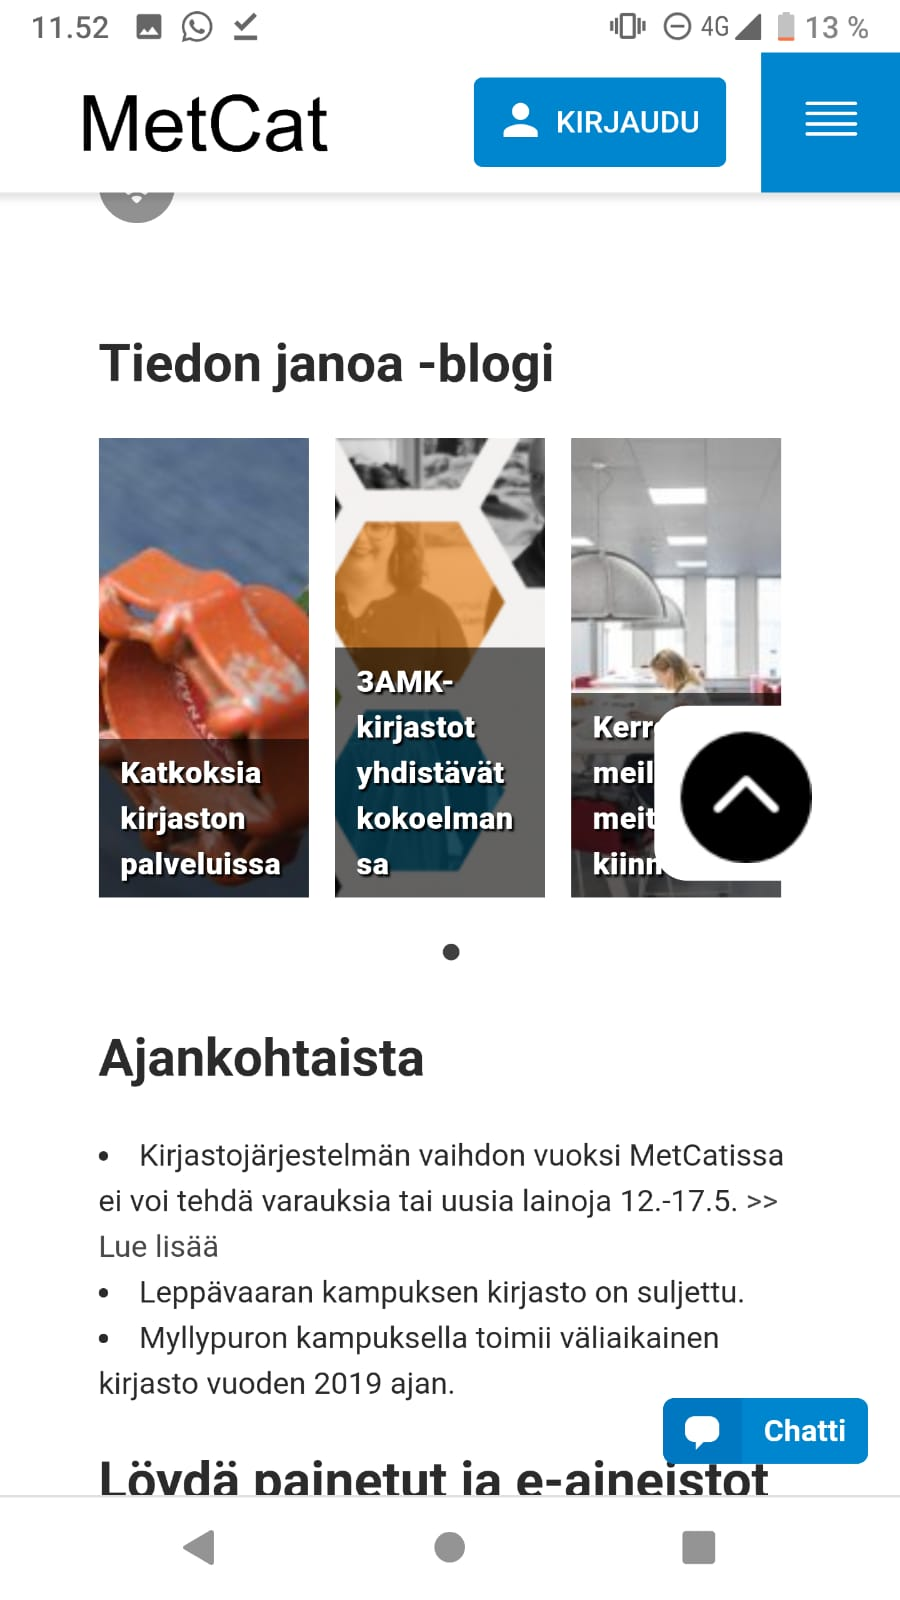 11.52
4G
13 %
MetCat
KIRJAUDU
Tiedon janoa -blogi
Katkoksia
kirjaston
palveluissa
3AMK-
kirjastot
yhdistävät
kokoelman
sa
Ajankohtaista
• Kirjastojärjestelmän vaihdon vuoksi MetCatissa
ei voi tehdä varauksia tai uusia lainoja 12.-17.5. >>
Lue lisää
• Leppävaaran kampuksen kirjasto on suljettu.
• Myllypuron kampuksella toimii väliaikainen
kirjasto vuoden 2019 ajan.
Chatti
Löydä painetut ja e-aineistot